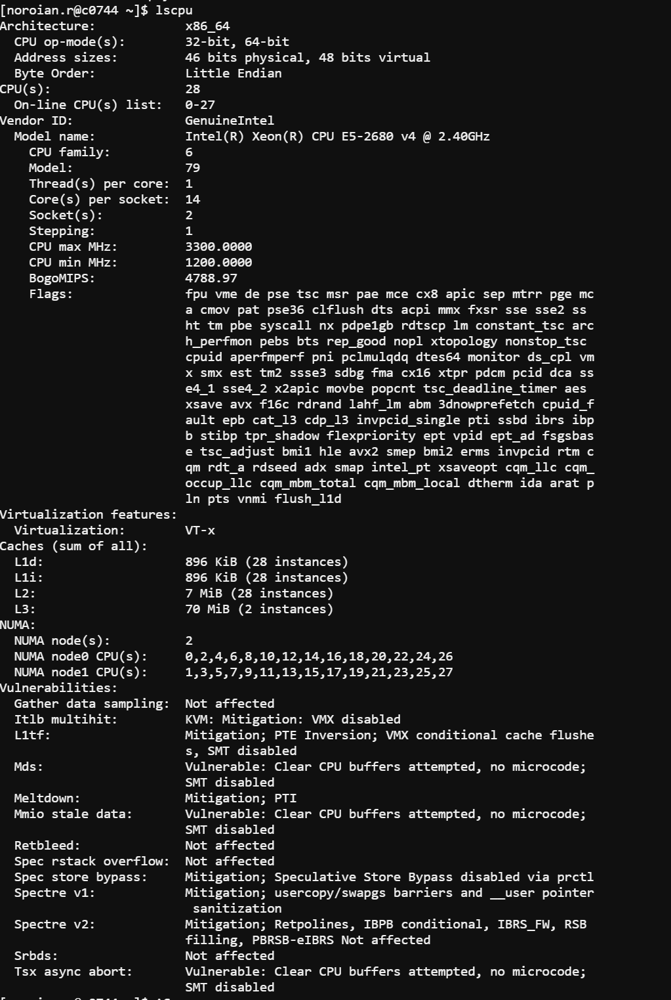 [noroian.r@c0744 ~]$ lscpu
Architecture:            x86_64
  CPU op-mode(s):        32-bit, 64-bit
  Address sizes:         46 bits physical, 48 bits virtual
  Byte Order:            Little Endian
CPU(s):                  28
  On-line CPU(s) list:   0-27
Vendor ID:               GenuineIntel
  Model name:            Intel(R) Xeon(R) CPU E5-2680 v4 @ 2.40GHz
    CPU family:          6
    Model:               79
    Thread(s) per core:  1
    Core(s) per socket:  14
    Socket(s):           2
    Stepping:            1
    CPU max MHz:         3300.0000
    CPU min MHz:         1200.0000
    BogoMIPS:            4788.97
    Flags:               fpu vme de pse tsc msr pae mce cx8 apic sep mtrr pge mc
                         a cmov pat pse36 clflush dts acpi mmx fxsr sse sse2 ss
                         ht tm pbe syscall nx pdpe1gb rdtscp lm constant_tsc arc
                         h_perfmon pebs bts rep_good nopl xtopology nonstop_tsc
                         cpuid aperfmperf pni pclmulqdq dtes64 monitor ds_cpl vm
                         x smx est tm2 ssse3 sdbg fma cx16 xtpr pdcm pcid dca ss
                         e4_1 sse4_2 x2apic movbe popcnt tsc_deadline_timer aes
                         xsave avx f16c rdrand lahf_lm abm 3dnowprefetch cpuid_f
                         ault epb cat_l3 cdp_l3 invpcid_single pti ssbd ibrs ibp
                         b stibp tpr_shadow flexpriority ept vpid ept_ad fsgsbas
                         e tsc_adjust bmi1 hle avx2 smep bmi2 erms invpcid rtm c
                         qm rdt_a rdseed adx smap intel_pt xsaveopt cqm_llc cqm_
                         occup_llc cqm_mbm_total cqm_mbm_local dtherm ida arat p
                         ln pts vnmi flush_l1d
Virtualization features:
  Virtualization:        VT-x
Caches (sum of all):
  L1d:                   896 KiB (28 instances)
  L1i:                   896 KiB (28 instances)
  L2:                    7 MiB (28 instances)
  L3:                    70 MiB (2 instances)
NUMA:
  NUMA node(s):          2
  NUMA node0 CPU(s):     0,2,4,6,8,10,12,14,16,18,20,22,24,26
  NUMA node1 CPU(s):     1,3,5,7,9,11,13,15,17,19,21,23,25,27
Vulnerabilities:
  Gather data sampling:  Not affected
  Itlb multihit:         KVM: Mitigation: VMX disabled
  L1tf:                  Mitigation; PTE Inversion; VMX conditional cache flushe
                         s, SMT disabled
  Mds:                   Vulnerable: Clear CPU buffers attempted, no microcode;
                         SMT disabled
  Meltdown:              Mitigation; PTI
  Mmio stale data:       Vulnerable: Clear CPU buffers attempted, no microcode;
                         SMT disabled
  Retbleed:              Not affected
  Spec rstack overflow:  Not affected
  Spec store bypass:     Mitigation; Speculative Store Bypass disabled via prctl
  Spectre v1:            Mitigation; usercopy/swapgs barriers and __user pointer
                          sanitization
  Spectre v2:            Mitigation; Retpolines, IBPB conditional, IBRS_FW, RSB
                         filling, PBRSB-eIBRS Not affected
  Srbds:                 Not affected
  Tsx async abort:       Vulnerable: Clear CPU buffers attempted, no microcode;
                         SMT disabled